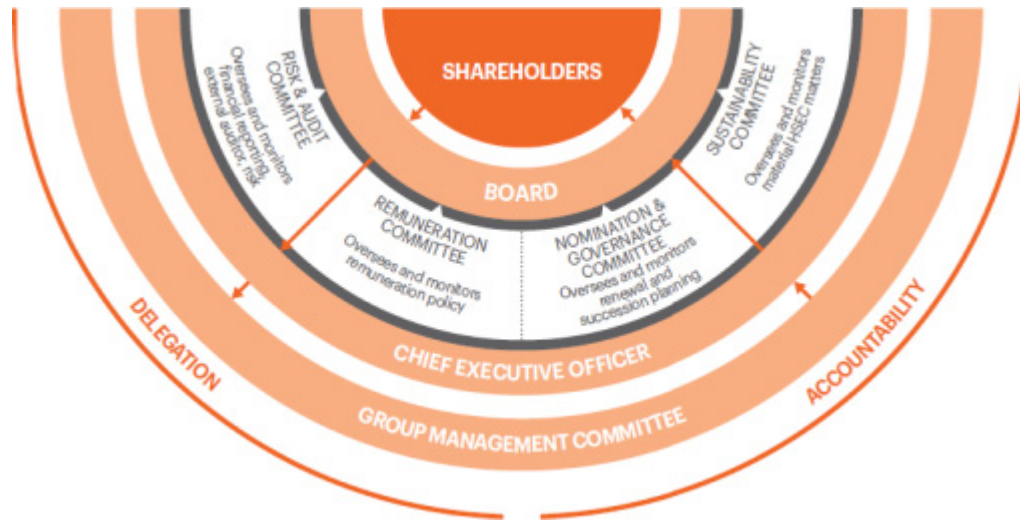 SHAREHOLDERS
BOARD
RISK & AUDIT
COMMITTEE
Oversees and monitors
financial reporting,
external auditor, risk
REMUNERATION
COMMITTEE
Oversees and monitors
remuneration policy
NOMINATION &
GOVERNANCE
COMMITTEE
Oversees and monitors
renewal and
succession planning
SUSTAINABILITY
COMMITTEE
Oversees and monitors
material HSEC matters
CHIEF EXECUTIVE OFFICER
GROUP MANAGEMENT COMMITTEE
DELEGATION
ACCOUNTABILITY